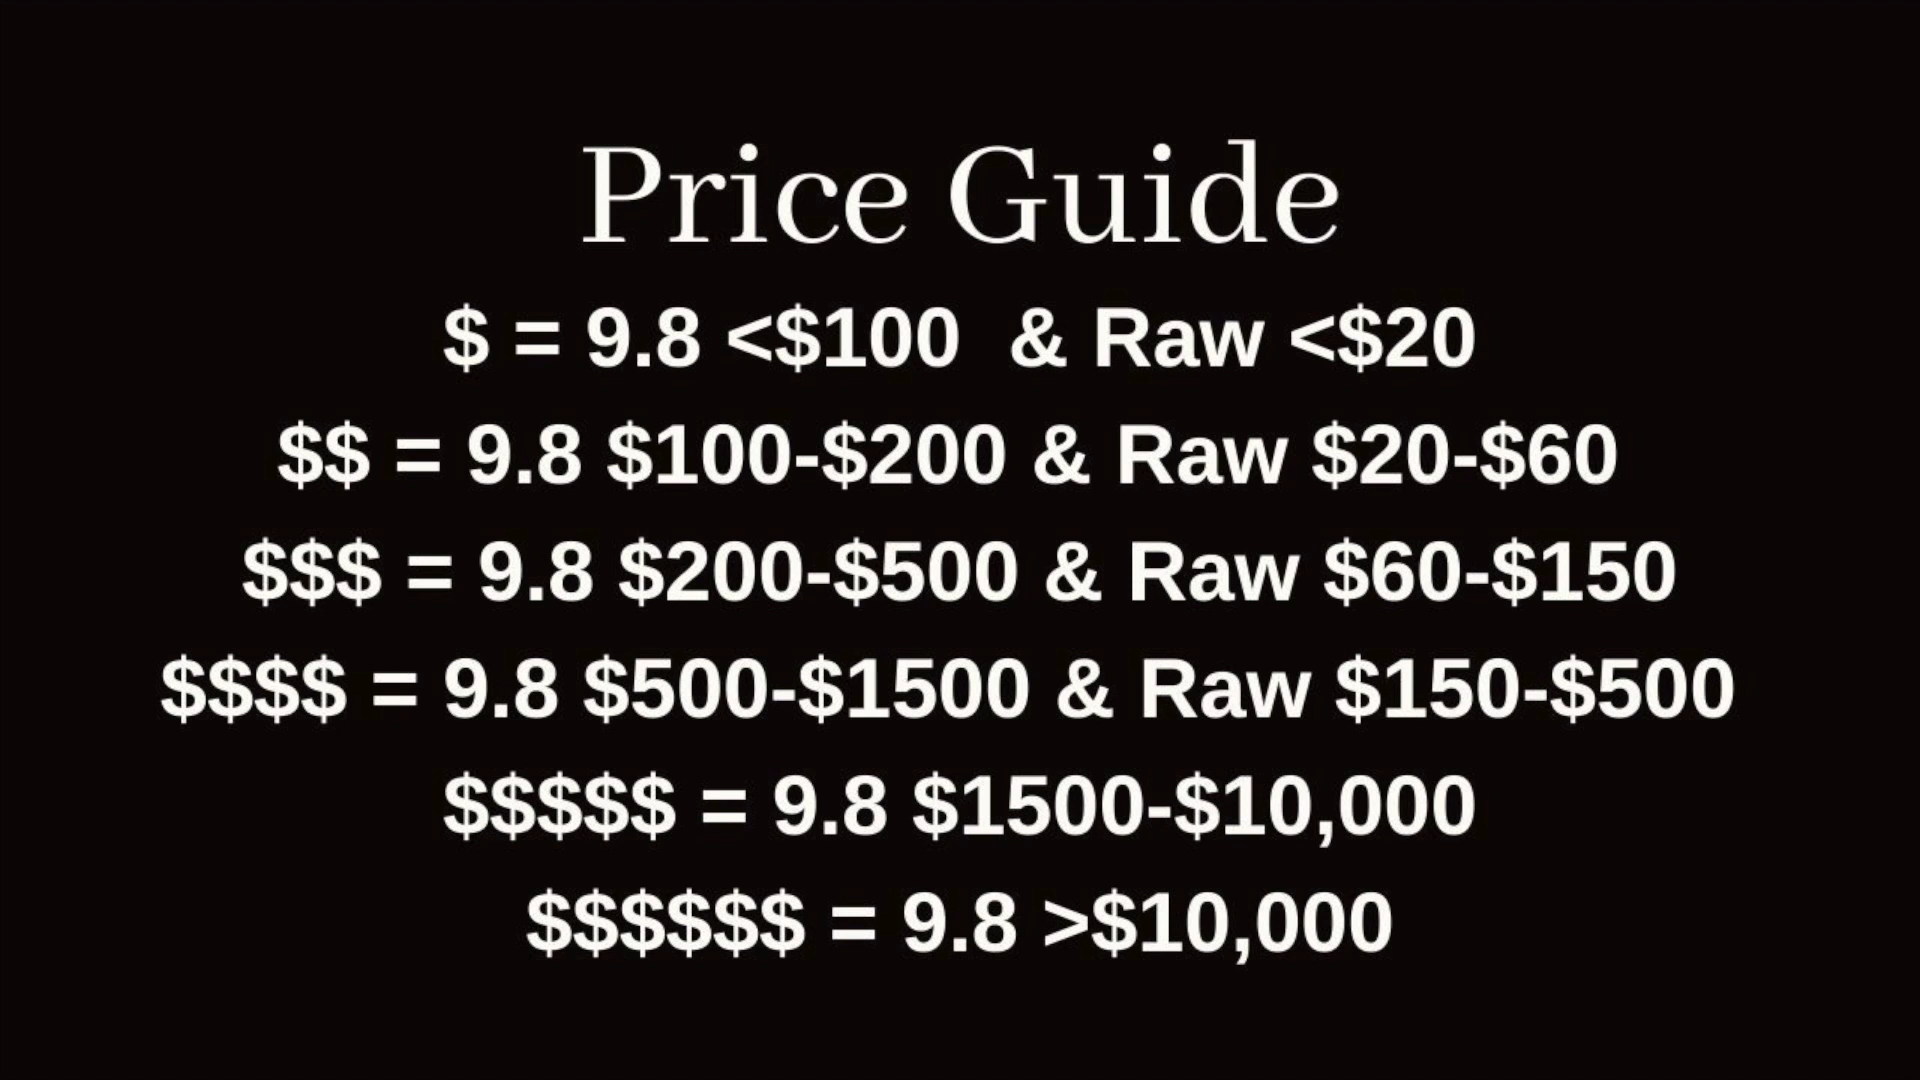 Price Guide
$ = 9.8 <$100 & Raw <$20
$$ = 9.8 $100-$200 & Raw $20-$60
$$$ = 9.8 $200-$500 & Raw $60-$150
$$$$ = 9.8 $500-$1500 & Raw $150-$500
$$$$$ = 9.8 $1500-$10,000
$$$$$$ = 9.8 >$10,000